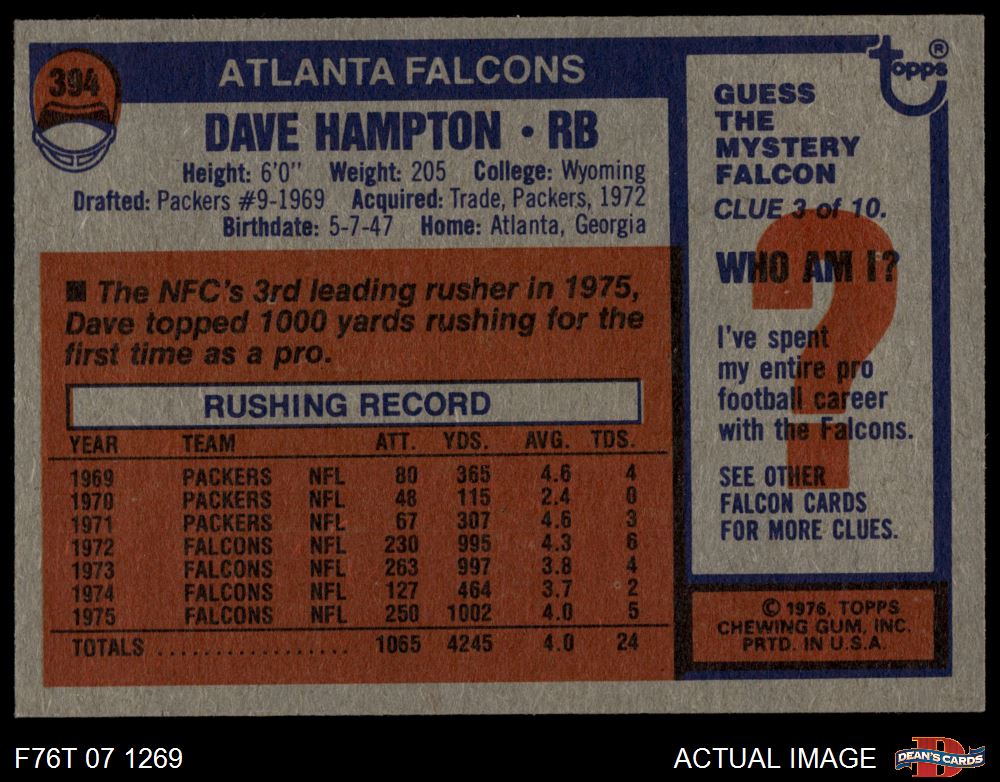 394
ATLANTA FALCONS
DAVE HAMPTON • RB
Height: 6'0" Weight: 205 College: Wyoming
Drafted: Packers #9-1969 Acquired: Trade, Packers, 1972
Birthdate: 5-7-47 Home: Atlanta, Georgia
■ The NFC's 3rd leading rusher in 1975,
Dave topped 1000 yards rushing for the
first time as a pro.
RUSHING RECORD
YEAR TEAM ATT. YDS. AVG. TDS.
1969 PACKERS NFL 80 365 4.6 4
1970 PACKERS NFL 48 115 2.4 0
1971 PACKERS NFL 67 307 4.6 3
1972 FALCONS NFL 230 995 4.3 6
1973 FALCONS NFL 263 997 3.8 4
1974 FALCONS NFL 127 464 3.7 2
1975 FALCONS NFL 250 1002 4.0 5
TOTALS ................. 1065 4245 4.0 24
topps ®
GUESS
THE
MYSTERY
FALCON
CLUE 3 of 10.
WHO AM I?
?
I've spent
my entire pro
football career
with the Falcons.
SEE OTHER
FALCON CARDS
FOR MORE CLUES.
© 1976, TOPPS
CHEWING GUM, INC.
PRTD. IN U.S.A.
F76T 07 1269
ACTUAL IMAGE
D
DEAN'S CARDS